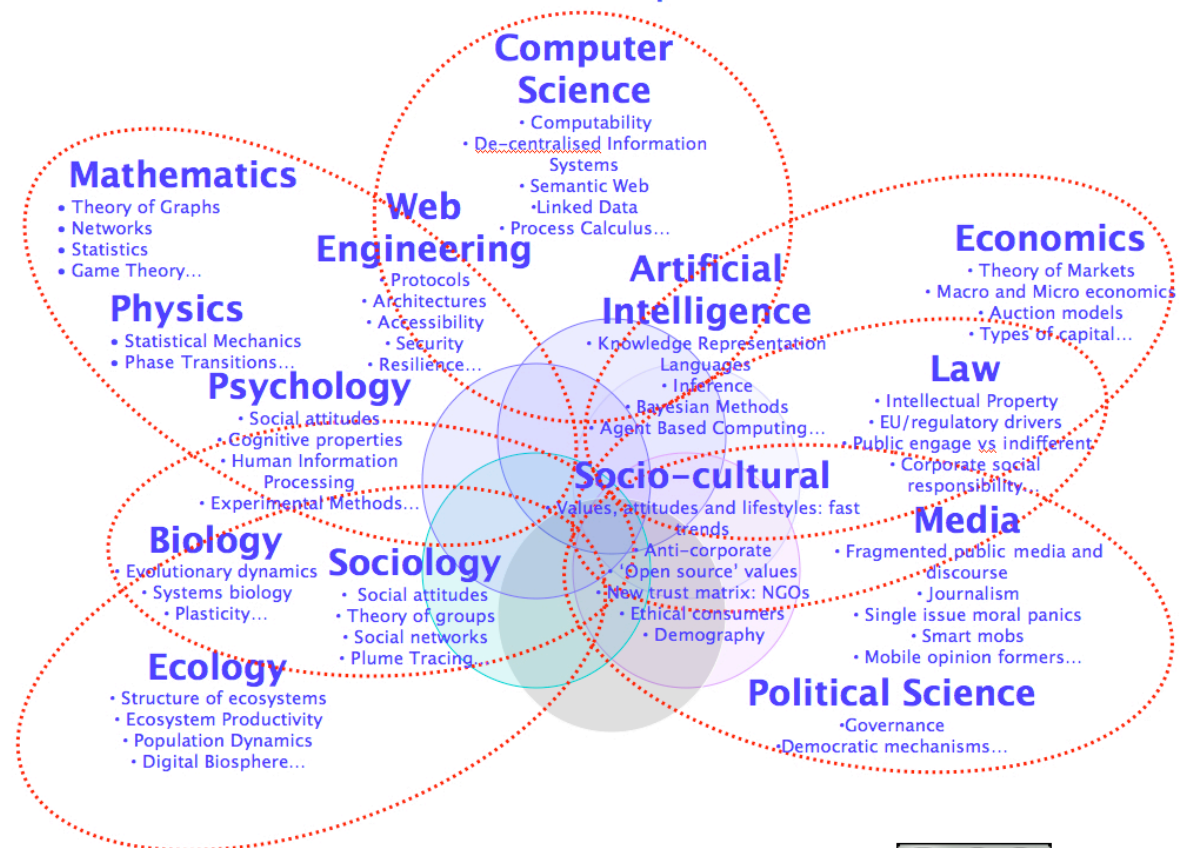 Computer
Science
• Computability
• De-centralised Information
Systems
• Semantic Web
•Linked Data
• Process Calculus...
Mathematics
• Theory of Graphs
• Networks
• Statistics
• Game Theory...
Web
Engineering
• Protocols
• Architectures
• Accessibility
• Security
• Resilience...
Artificial
Intelligence
• Knowledge Representation
Languages
• Inference
• Bayesian Methods
• Agent Based Computing...
Economics
• Theory of Markets
• Macro and Micro economics
• Auction models
• Types of capital...
Physics
• Statistical Mechanics
• Phase Transitions...
Law
• Intellectual Property
• EU/regulatory drivers
• Public engage vs indifferent
• Corporate social
responsibility...
Psychology
• Social attitudes
• Cognitive properties
• Human Information
Processing
• Experimental Methods...
Socio-cultural
• Values, attitudes and lifestyles: fast
trends
• Anti-corporate
• 'Open source' values
• New trust matrix: NGOs
• Ethical consumers
• Demography
Media
• Fragmented public media and
discourse
• Journalism
• Single issue moral panics
• Smart mobs
• Mobile opinion formers...
Biology
• Evolutionary dynamics
• Systems biology
• Plasticity...
Sociology
• Social attitudes
• Theory of groups
• Social networks
• Plume Tracing...
Ecology
• Structure of ecosystems
• Ecosystem Productivity
• Population Dynamics
• Digital Biosphere...
Political Science
•Governance
•Democratic mechanisms...